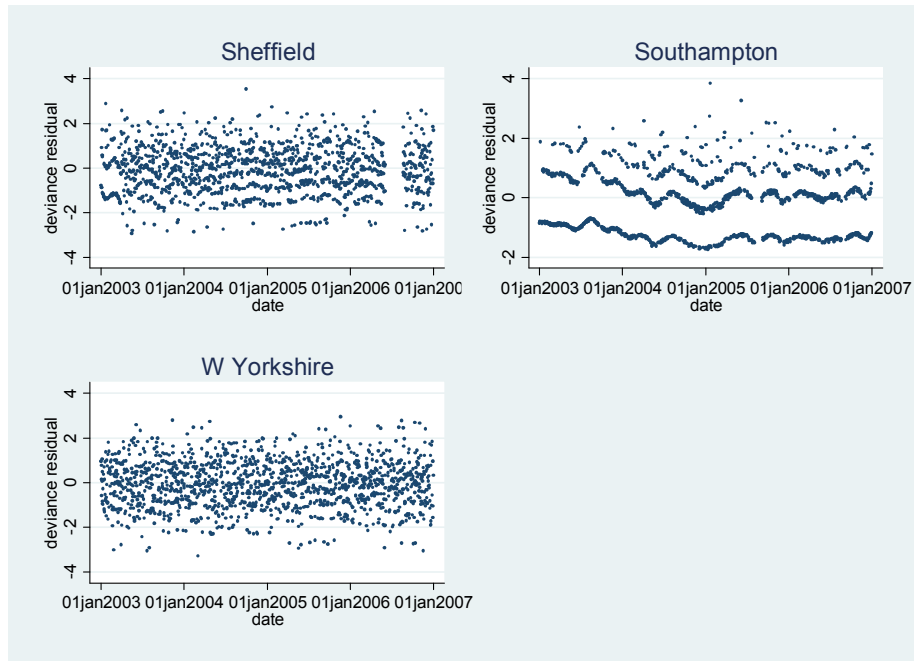 Sheffield
deviance residual
4
2
0
-2
-4
01jan2003 01jan2004 01jan2005 01jan2006 01jan200
date
Southampton
deviance residual
4
2
0
-2
01jan2003 01jan2004 01jan2005 01jan2006 01jan2007
date
W Yorkshire
deviance residual
4
2
0
-2
-4
01jan2003 01jan2004 01jan2005 01jan2006 01jan2007
date